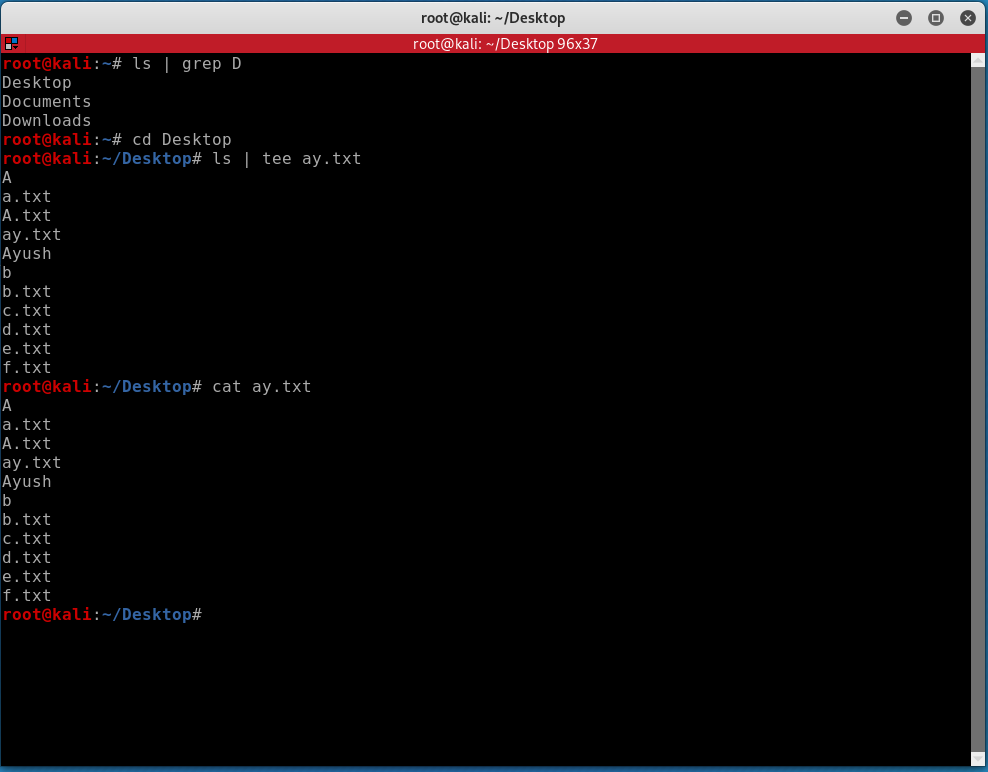 root@kali: ~/Desktop
root@kali: ~/Desktop 96x37
root@kali:~# ls | grep D
Desktop
Documents
Downloads
root@kali:~# cd Desktop
root@kali:~/Desktop# ls | tee ay.txt
A
a.txt
A.txt
ay.txt
Ayush
b
b.txt
c.txt
d.txt
e.txt
f.txt
root@kali:~/Desktop# cat ay.txt
A
a.txt
A.txt
ay.txt
Ayush
b
b.txt
c.txt
d.txt
e.txt
f.txt
root@kali:~/Desktop#